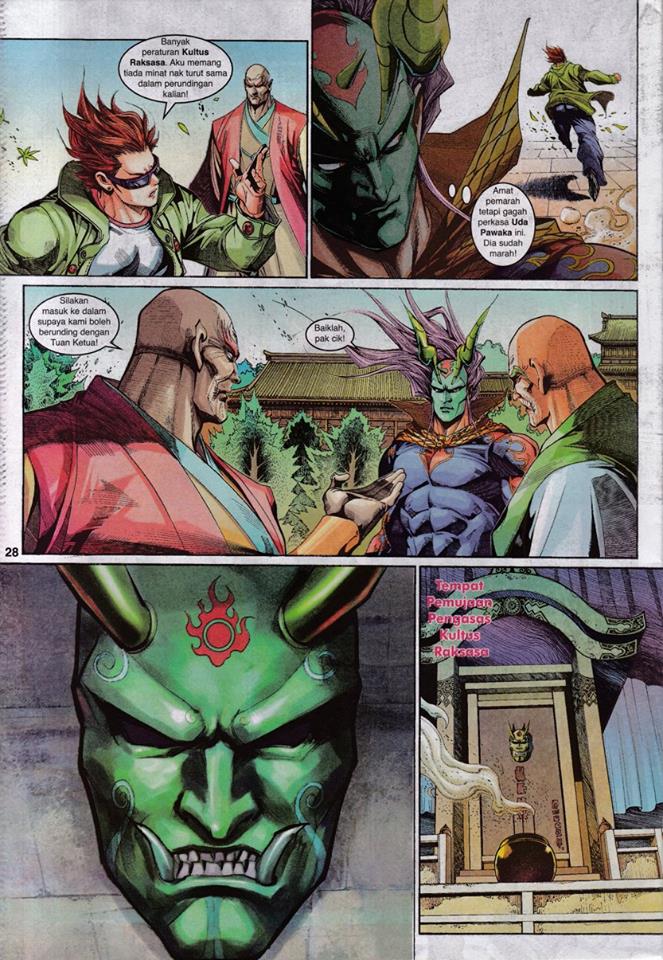 Banyak
peraturan Kultus
Raksasa. Aku memang
tiada minat nak turut sama
dalam perundingan
kalian!
Amat
pemarah
tetapi gagah
perkasa Uda
Pawaka ini.
Dia sudah
marah!
Silakan
masuk ke dalam
supaya kami boleh
berunding dengan
Tuan Ketua!
Baiklah,
pak cik!
28
Tempat
Pemujaan
Pengasas
Kultus
Raksasa